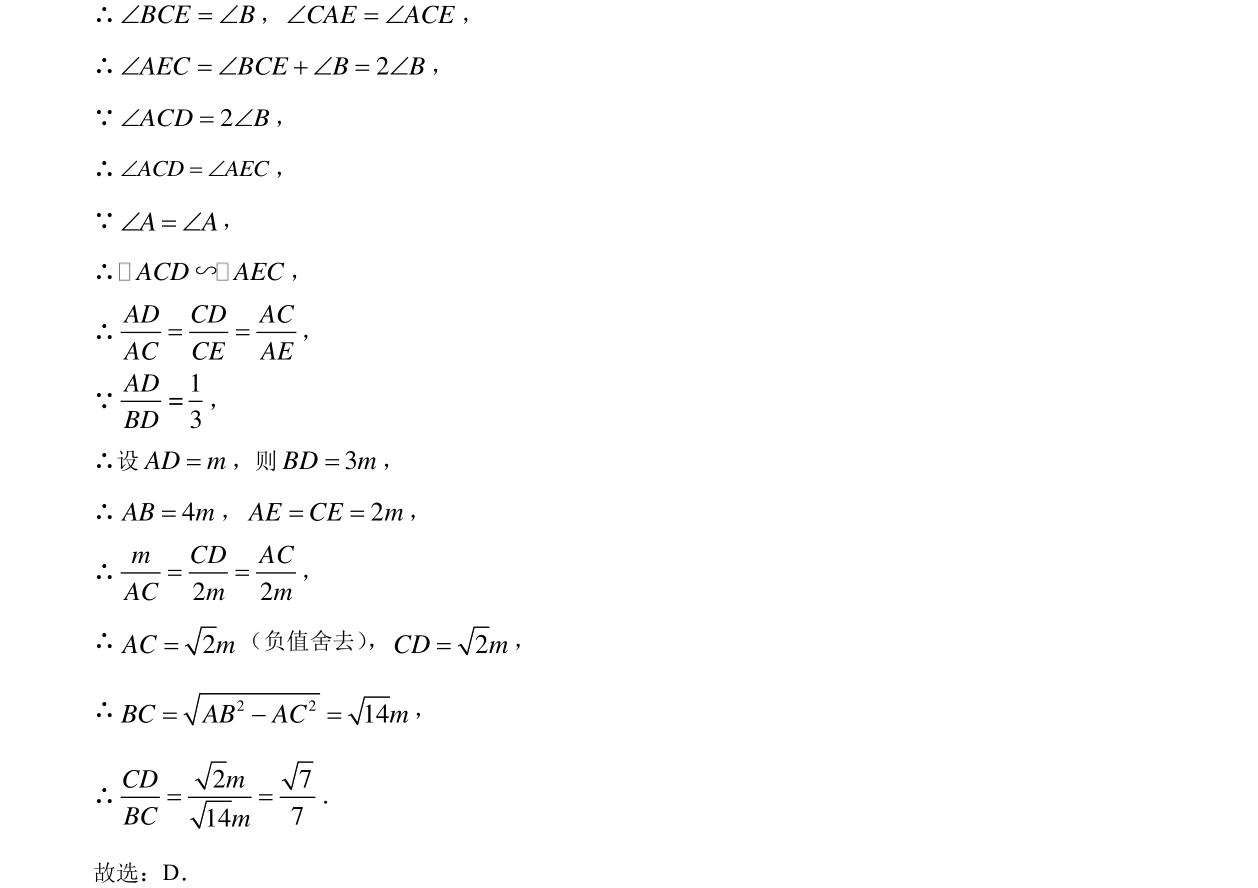 ∴ ∠BCE = ∠B，∠CAE = ∠ACE，
∴ ∠AEC = ∠BCE + ∠B = 2∠B，
∵ ∠ACD = 2∠B，
∴ ∠ACD = ∠AEC，
∵ ∠A = ∠A，
∴ □ACD ∽ □AEC，
∴ AD/AC = CD/CE = AC/AE，
∵ AD/BD = 1/3，
∴设 AD = m，则 BD = 3m，
∴ AB = 4m，AE = CE = 2m，
∴ m/AC = CD/2m = AC/2m，
∴ AC = √2m（负值舍去），CD = √2m，
∴ BC = √(AB² − AC²) = √14m，
∴ CD/BC = √2m/√14m = √7/7．
故选：D．